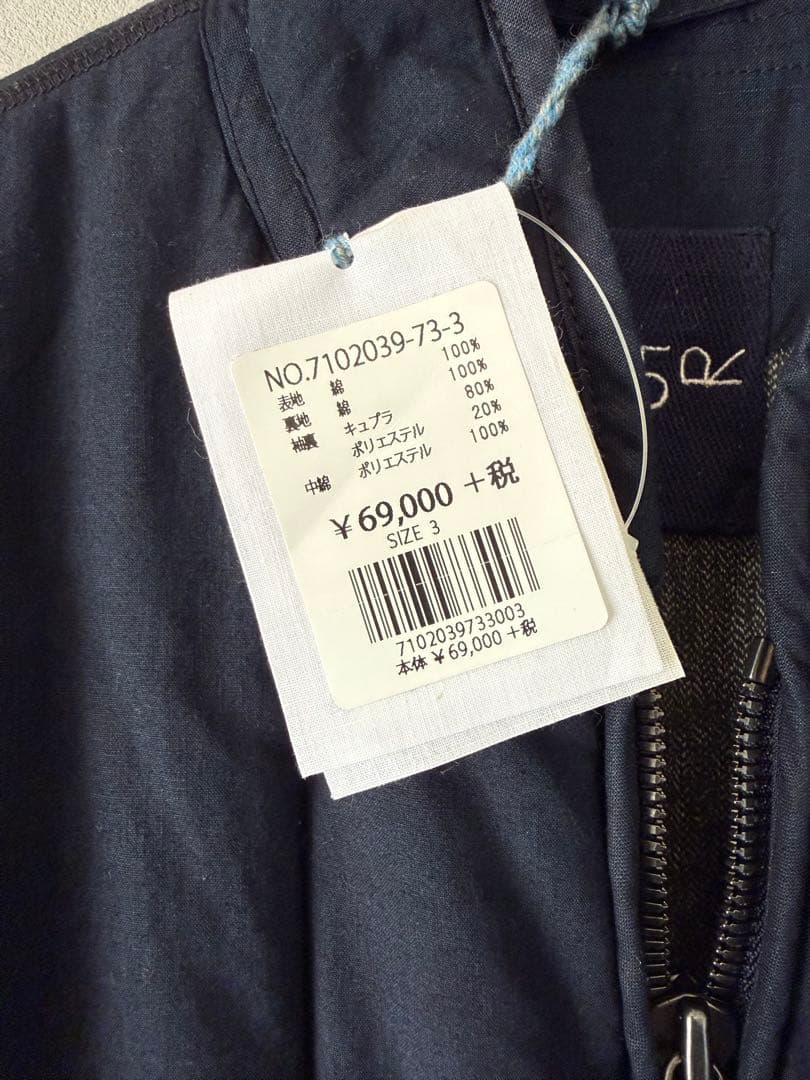 NO.7102039-73-3
表地 綿 100%
裏地 綿 100%
袖裏 キュプラ 80%
ポリエステル 20%
中綿 ポリエステル 100%
¥69,000 +税
SIZE 3
7102039733003
本体¥69,000+税
R